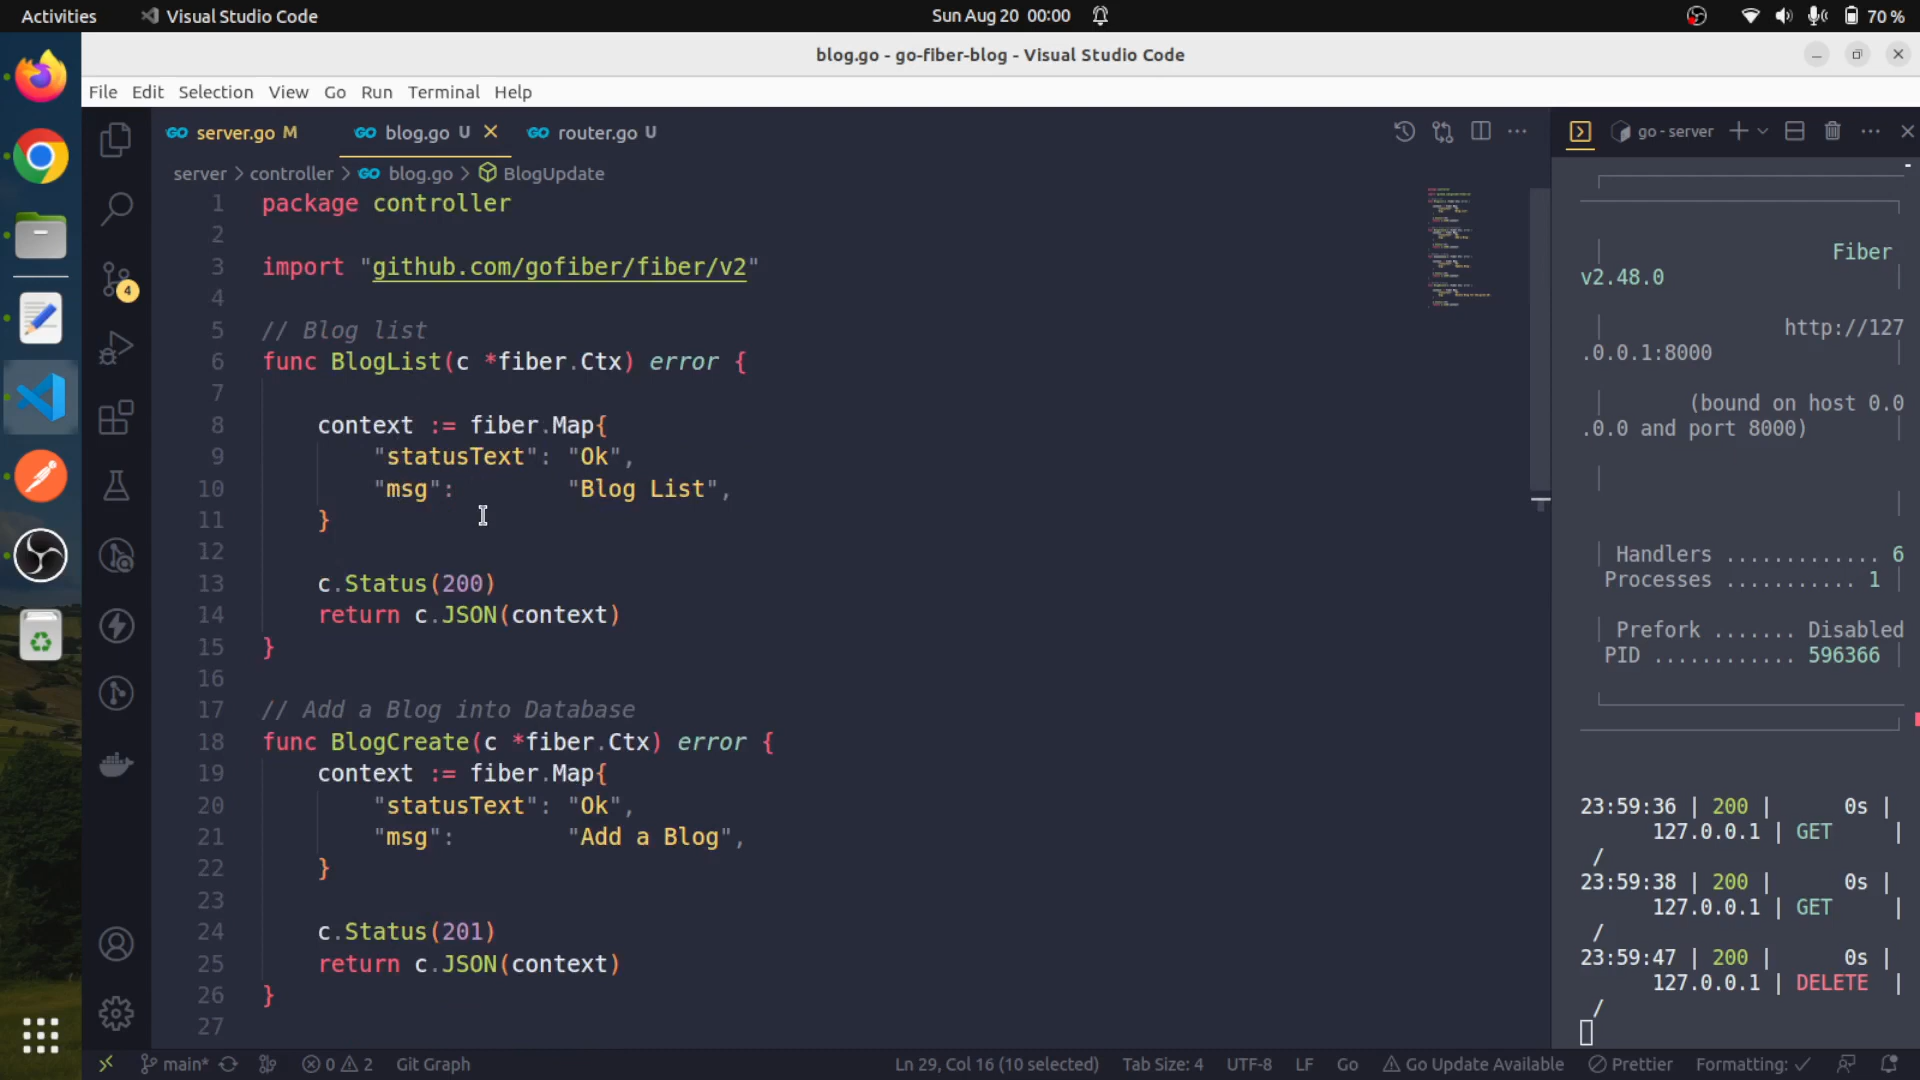 Activities
Visual Studio Code
Sun Aug 20 00:00
70 %
blog.go - go-fiber-blog - Visual Studio Code
File Edit Selection View Go Run Terminal Help
GO server.go M
GO blog.go U
GO router.go U
go - server
server > controller > GO blog.go > BlogUpdate
1 package controller
2
3 import "github.com/gofiber/fiber/v2"
4
5 // Blog list
6 func BlogList(c *fiber.Ctx) error {
7
8 context := fiber.Map{
9 "statusText": "Ok",
10 "msg": "Blog List",
11 }
12
13 c.Status(200)
14 return c.JSON(context)
15 }
16
17 // Add a Blog into Database
18 func BlogCreate(c *fiber.Ctx) error {
19 context := fiber.Map{
20 "statusText": "Ok",
21 "msg": "Add a Blog",
22 }
23
24 c.Status(201)
25 return c.JSON(context)
26 }
27
4
Fiber
v2.48.0
http://127
.0.0.1:8000
(bound on host 0.0
.0.0 and port 8000)
Handlers ............. 6
Processes ........... 1
Prefork ....... Disabled
PID ............ 596366
23:59:36 | 200 | 0s |
127.0.0.1 | GET |
/
23:59:38 | 200 | 0s |
127.0.0.1 | GET |
/
23:59:47 | 200 | 0s |
127.0.0.1 | DELETE |
/
main* 0 2 Git Graph
Ln 29, Col 16 (10 selected) Tab Size: 4 UTF-8 LF Go Go Update Available Prettier Formatting: ✓